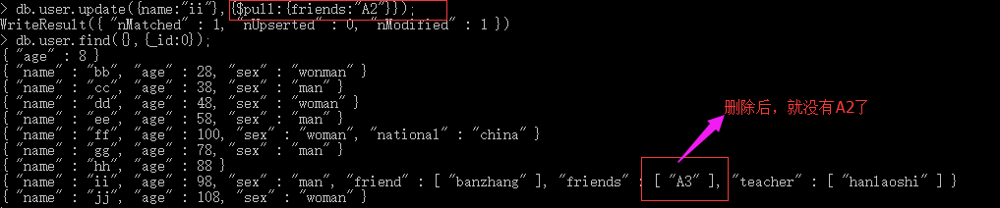 > db.user.update({name:"ii"},{$pull:{friends:"A2"}});
WriteResult({ "nMatched" : 1, "nUpserted" : 0, "nModified" : 1 })
> db.user.find({},{_id:0});
{ "age" : 8 }
{ "name" : "bb", "age" : 28, "sex" : "wonman" }
{ "name" : "cc", "age" : 38, "sex" : "man" }
{ "name" : "dd", "age" : 48, "sex" : "woman" }
{ "name" : "ee", "age" : 58, "sex" : "man" }
{ "name" : "ff", "age" : 100, "sex" : "woman", "national" : "china" }
{ "name" : "gg", "age" : 78, "sex" : "man" }
{ "name" : "hh", "age" : 88 }
{ "name" : "ii", "age" : 98, "sex" : "man", "friend" : [ "banzhang" ], "friends" : [ "A3" ], "teacher" : [ "hanlaoshi" ] }
{ "name" : "jj", "age" : 108, "sex" : "woman" }
删除后，就没有A2了